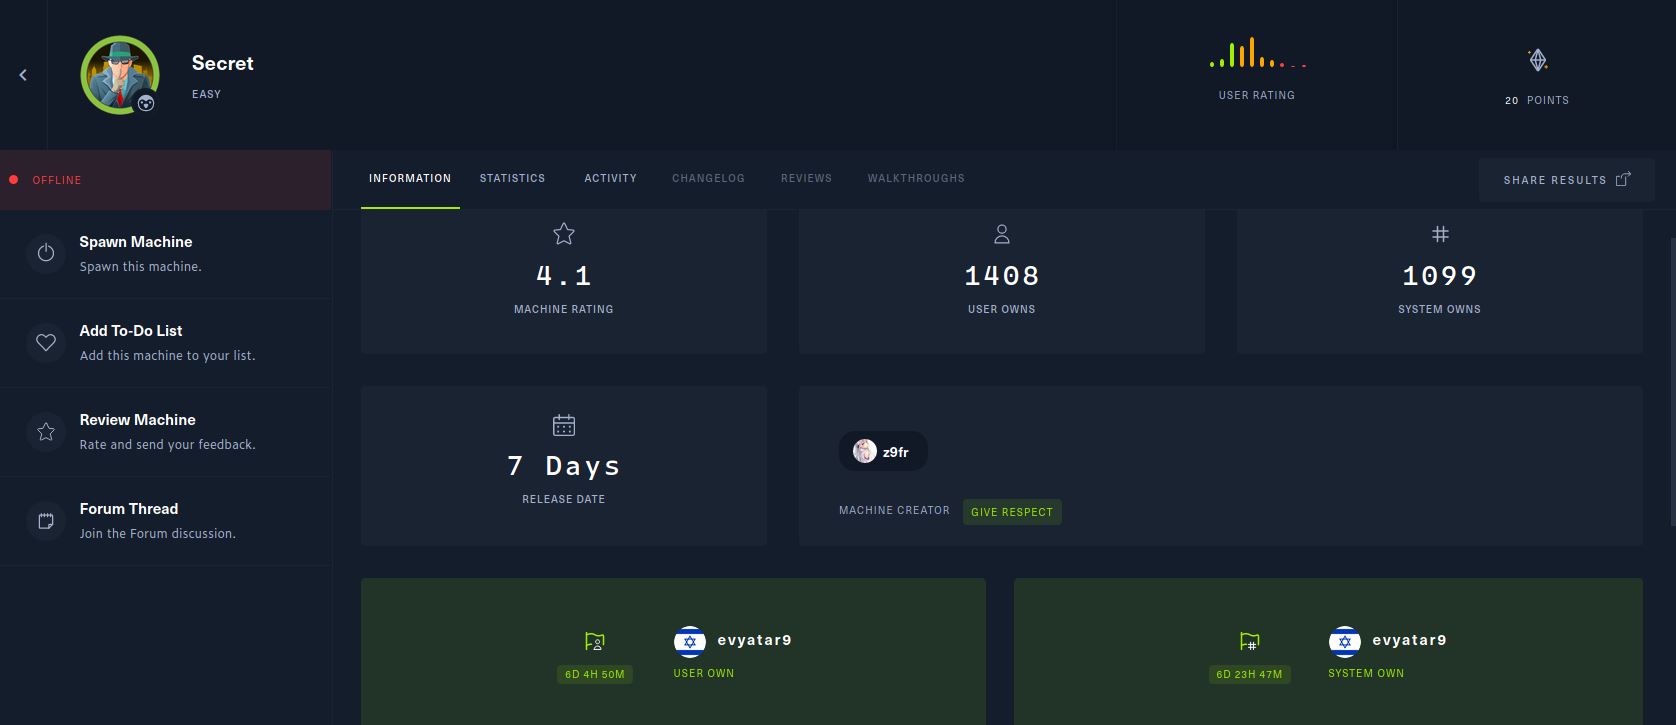 Secret
EASY
USER RATING
20 POINTS
OFFLINE
INFORMATION STATISTICS ACTIVITY CHANGELOG REVIEWS WALKTHROUGHS
SHARE RESULTS
Spawn Machine
Spawn this machine.
Add To-Do List
Add this machine to your list.
Review Machine
Rate and send your feedback.
Forum Thread
Join the Forum discussion.
4.1
MACHINE RATING
1408
USER OWNS
1099
SYSTEM OWNS
7 Days
RELEASE DATE
z9fr
MACHINE CREATOR GIVE RESPECT
evyatar9
6D 4H 50M USER OWN
evyatar9
6D 23H 47M SYSTEM OWN